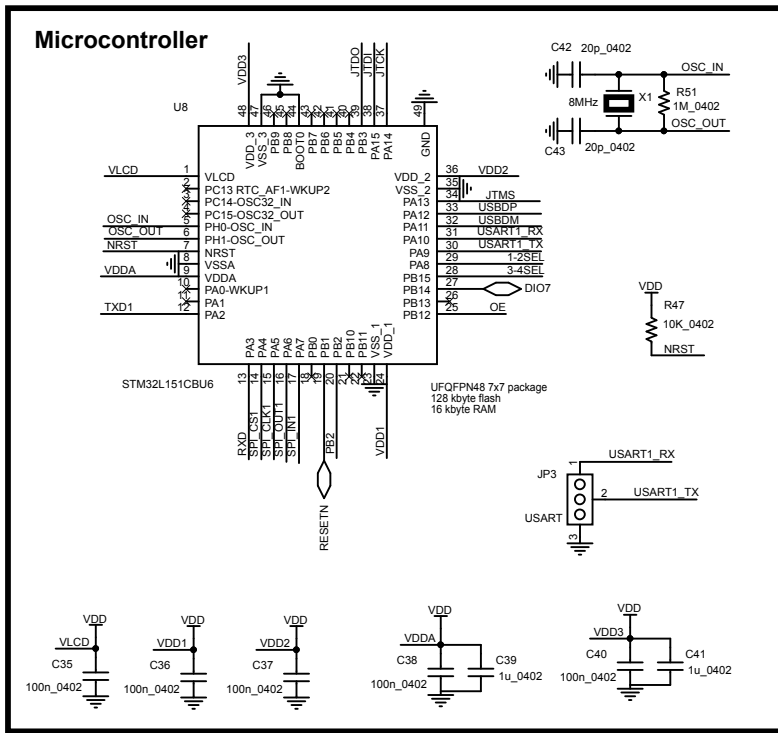 Microcontroller
U8
VDD3
JTDO
JTDI
JTCK
48
47
46
45
44
43
42
41
40
39
38
37
49
VDD_3
VSS_3
PB9
PB8
BOOT0
PB7
PB6
PB5
PB4
PB3
PA15
PA14
GND
VLCD 1 VLCD
2 PC13 RTC_AF1-WKUP2
3 PC14-OSC32_IN
4 PC15-OSC32_OUT
OSC_IN 5 PH0-OSC_IN
OSC_OUT 6 PH1-OSC_OUT
NRST 7 NRST
8 VSSA
VDDA 9 VDDA
10 PA0-WKUP1
11 PA1
TXD1 12 PA2
VDD_2 36 VDD2
VSS_2 35
PA13 34 JTMS
PA12 33 USBDP
PA11 32 USBDM
PA10 31 USART1_RX
PA9 30 USART1_TX
PA8 29 1-2SEL
PB15 28 3-4SEL
PB14 27 DIO7
PB13 26
PB12 25 OE
PA3
PA4
PA5
PA6
PA7
PB0
PB1
PB2
PB10
PB11
VSS_1
VDD_1
13
14
15
16
17
18
19
20
21
22
23
24
STM32L151CBU6
UFQFPN48 7x7 package
128 kbyte flash
16 kbyte RAM
RXD
SPI_CS1
SPI_CLK1
SPI_OUT1
SPI_IN1
PB2
VDD1
RESETN
C42 20p_0402
OSC_IN
8MHz
X1
R51
1M_0402
OSC_OUT
C43 20p_0402
VDD
R47
10K_0402
NRST
JP3
1 USART1_RX
2 USART1_TX
USART
3
VDD
VLCD
C35
100n_0402
VDD
VDD1
C36
100n_0402
VDD
VDD2
C37
100n_0402
VDD
VDDA
C38
100n_0402
C39
1u_0402
VDD
VDD3
C40
100n_0402
C41
1u_0402